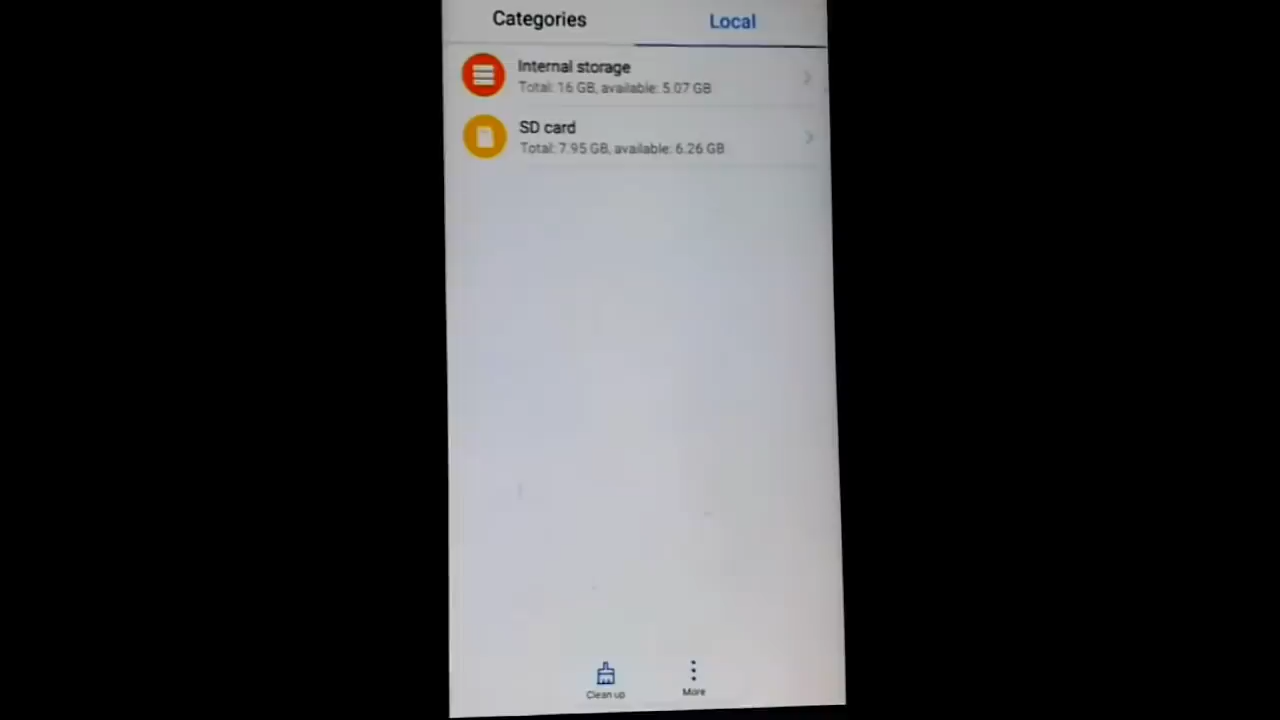 Categories
Local
Internal storage
Total: 16 GB, available: 5.07 GB
SD card
Total: 7.95 GB, available: 6.26 GB
Clean up
More